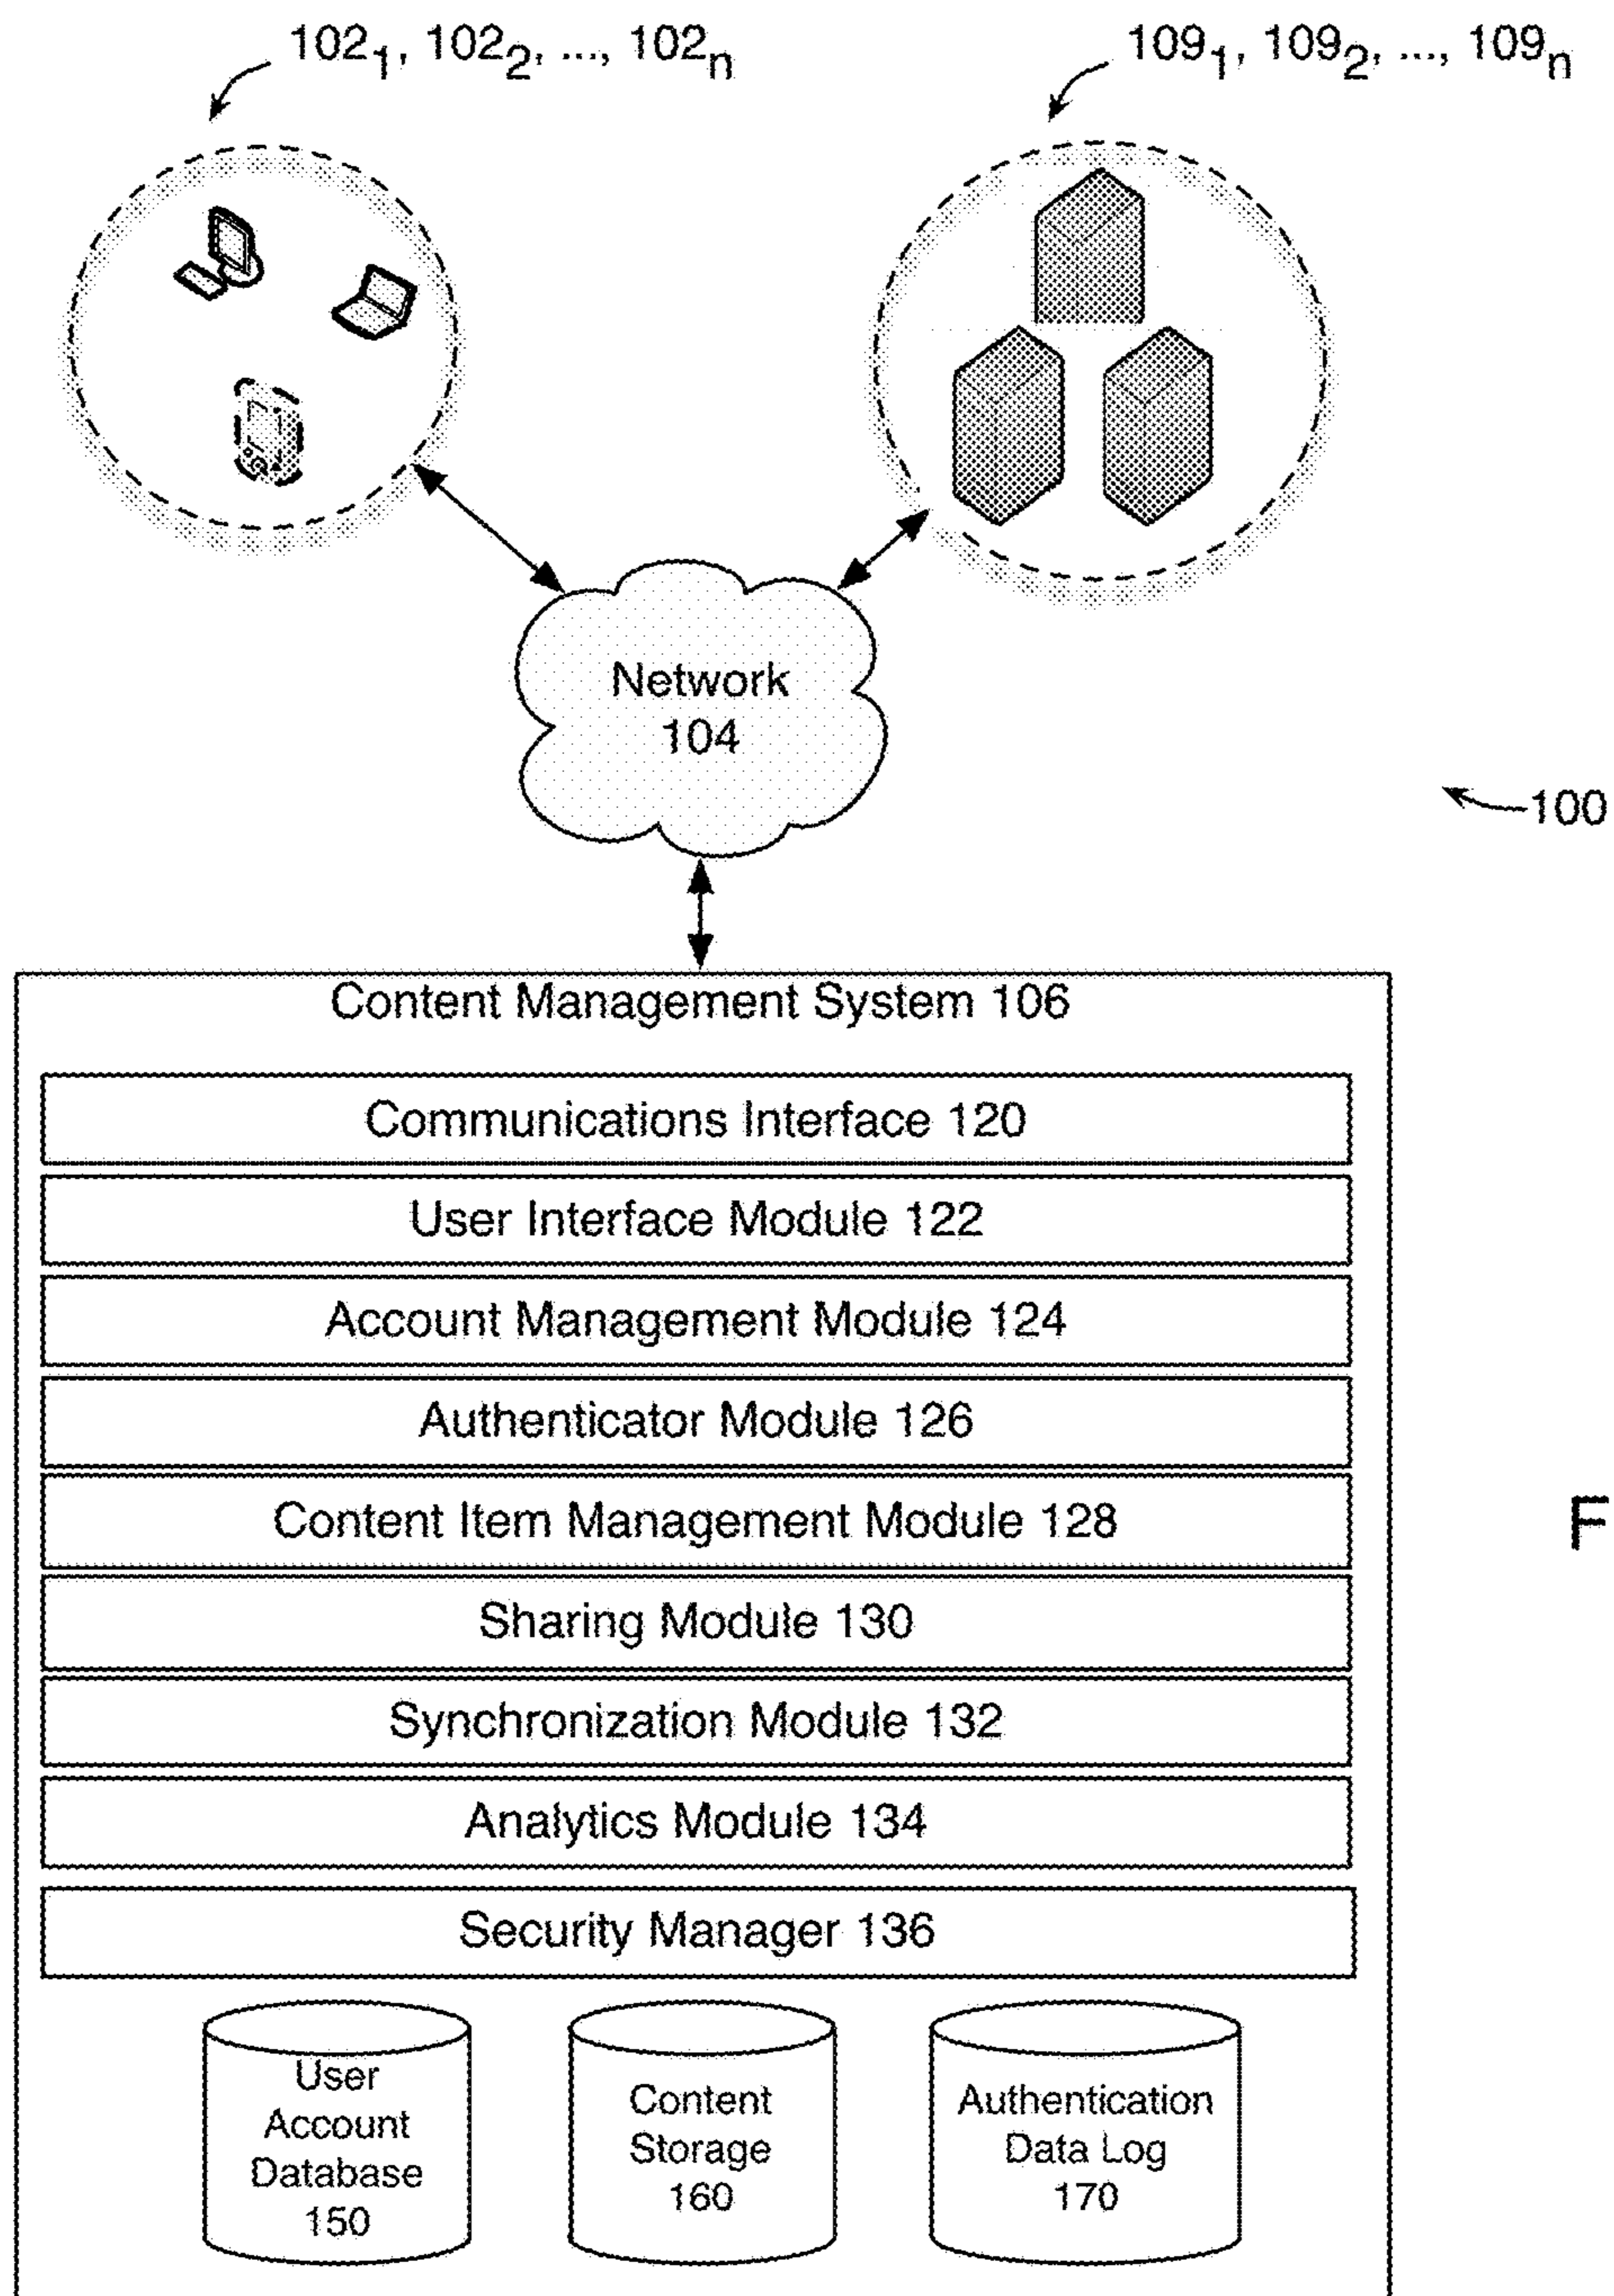 102₁, 102₂, ..., 102ₙ
109₁, 109₂, ..., 109ₙ
Network
104
100
Content Management System 106
Communications Interface 120
User Interface Module 122
Account Management Module 124
Authenticator Module 126
Content Item Management Module 128
F
Sharing Module 130
Synchronization Module 132
Analytics Module 134
Security Manager 136
User
Account
Database
150
Content
Storage
160
Authentication
Data Log
170